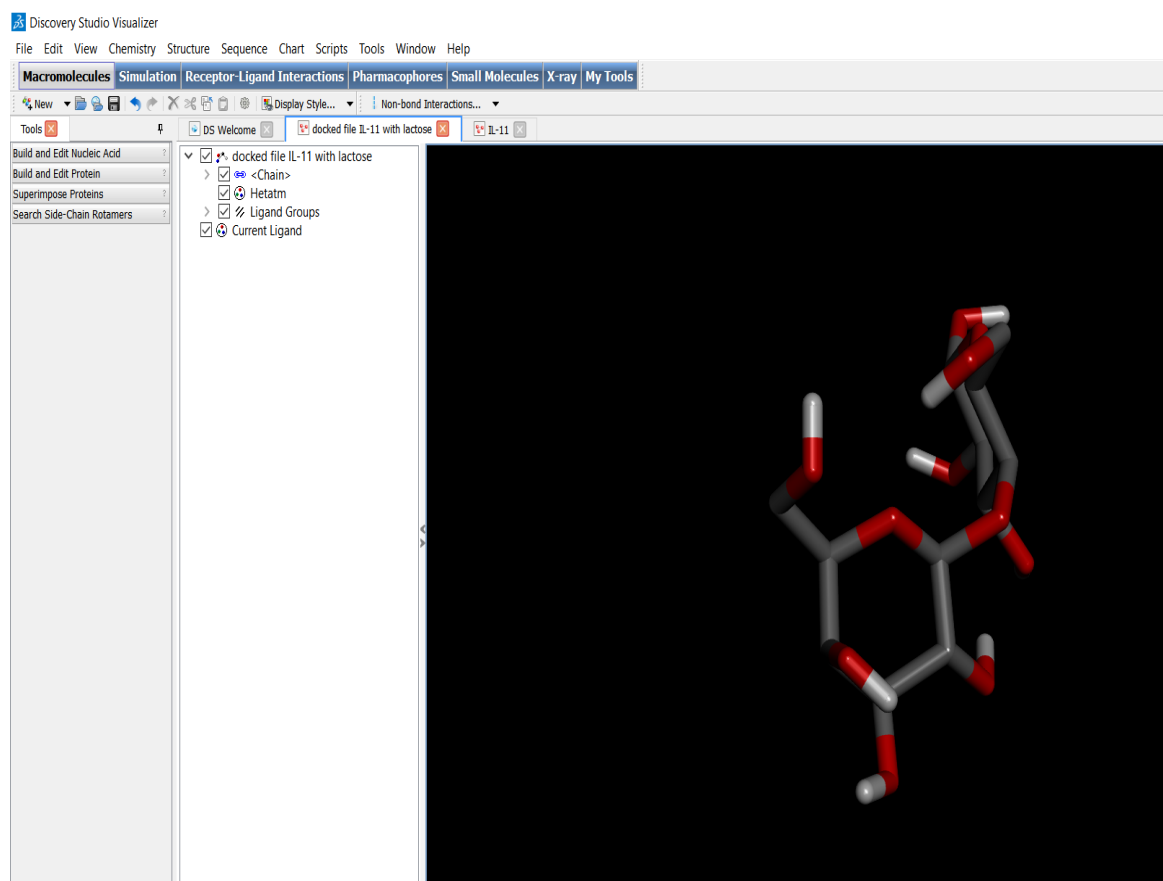 Discovery Studio Visualizer
File Edit View Chemistry Structure Sequence Chart Scripts Tools Window Help
Macromolecules Simulation Receptor-Ligand Interactions Pharmacophores Small Molecules X-ray My Tools
New Display Style... Non-bond Interactions...
Tools DS Welcome docked file IL-11 with lactose IL-11
Build and Edit Nucleic Acid ?
Build and Edit Protein ?
Superimpose Proteins ?
Search Side-Chain Rotamers ?
docked file IL-11 with lactose
<Chain>
Hetatm
Ligand Groups
Current Ligand